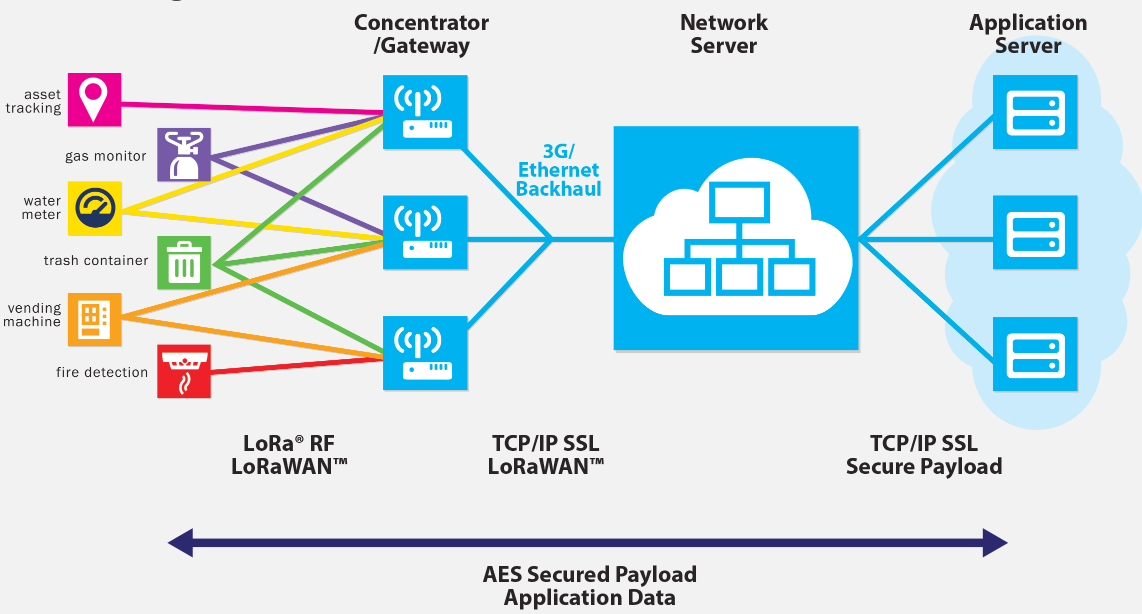 Concentrator
/Gateway
Network
Server
Application
Server
asset
tracking
gas monitor
water
meter
trash container
vending
machine
fire detection
3G/
Ethernet
Backhaul
LoRa® RF
LoRaWAN™
TCP/IP SSL
LoRaWAN™
TCP/IP SSL
Secure Payload
AES Secured Payload
Application Data